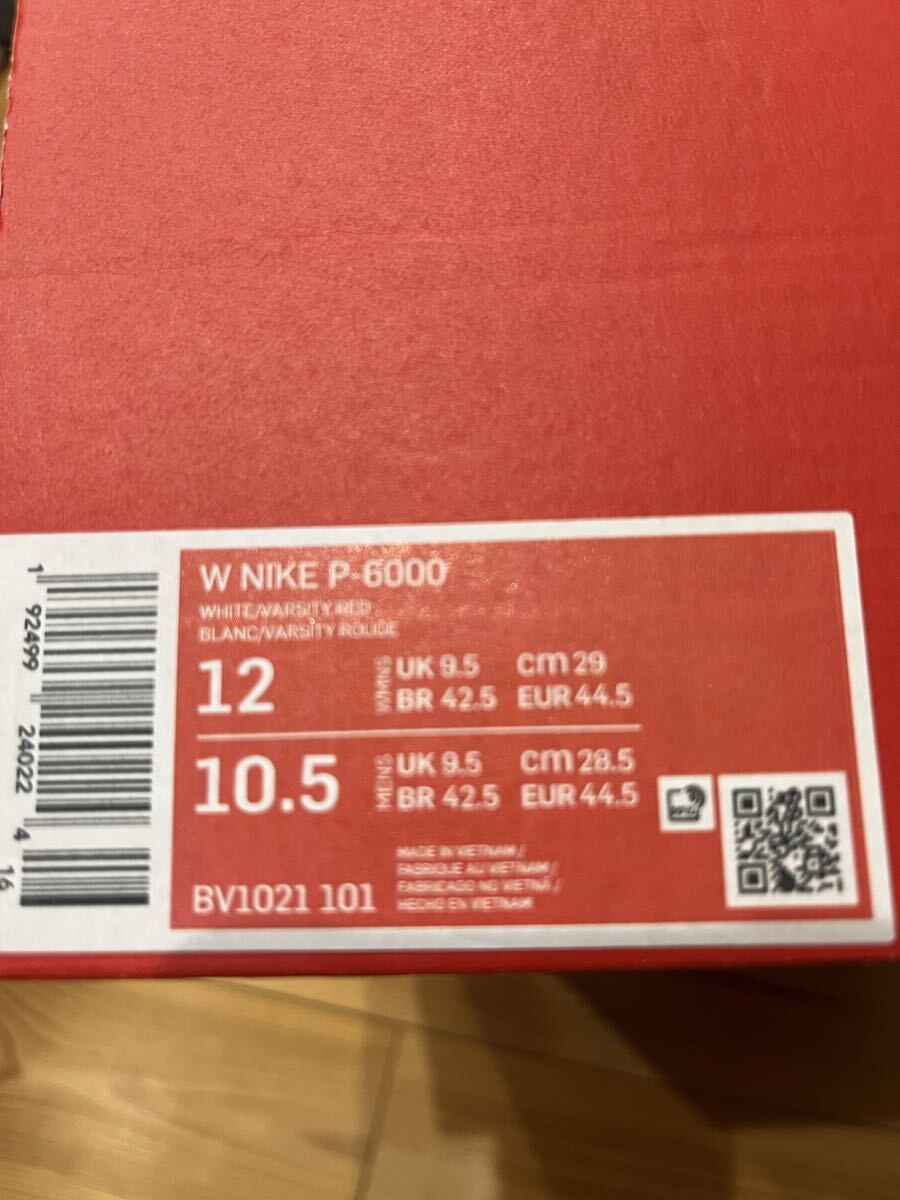 W NIKE P-6000
WHITE/VARSITY RED
BLANC/VARSITY ROUGE
12
WMNS
UK 9.5 cm 29
BR 42.5 EUR 44.5
10.5
MENS
UK 9.5 cm 28.5
BR 42.5 EUR 44.5
BV1021 101
MADE IN VIETNAM /
FABRIQUE AU VIETNAM /
FABRICADO NO VIETNÃ /
HECHO EN VIETNAM
1 92499 24022 4
16